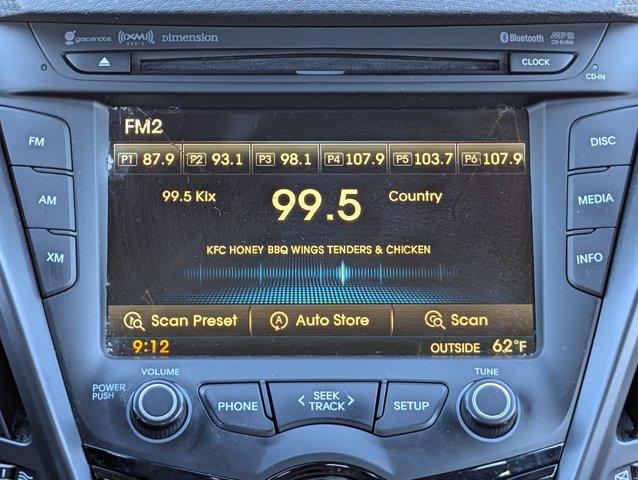 gracenote (XM) RADIO Dimension Bluetooth MP3 CD-R/RW
CLOCK
CD-IN
FM2
FM
DISC
P1 87.9 P2 93.1 P3 98.1 P4 107.9 P5 103.7 P6 107.9
99.5 Kix 99.5 Country
AM
MEDIA
KFC HONEY BBQ WINGS TENDERS & CHICKEN
XM
INFO
Scan Preset Auto Store Scan
9:12 OUTSIDE 62°F
VOLUME TUNE
POWER PUSH
PHONE < SEEK TRACK > SETUP